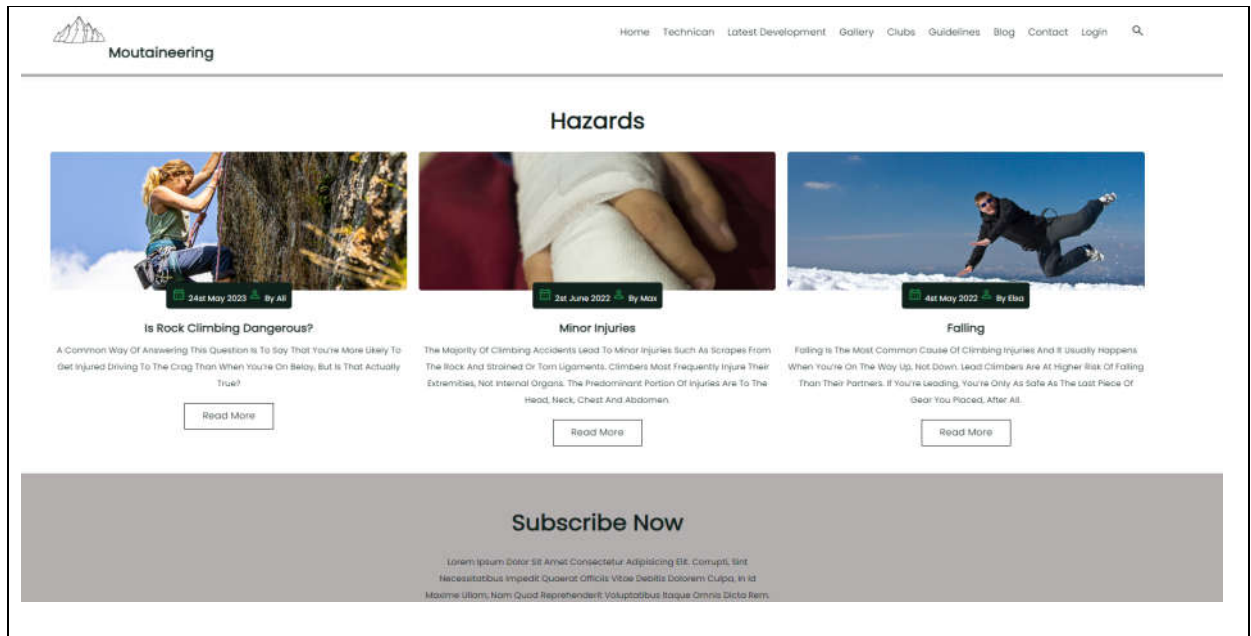 Moutaineering
Home Technican Latest Development Gallery Clubs Guidelines Blog Contact Login
Hazards
24st May 2023 By Ali
2st June 2022 By Max
4st May 2022 By Elsa
Is Rock Climbing Dangerous?
A Common Way Of Answering This Question Is To Say That You're More Likely To
Get Injured Driving To The Crag Than When You're On Belay, But Is That Actually
True?
Read More
Minor Injuries
The Majority Of Climbing Accidents Lead To Minor Injuries Such As Scrapes From
The Rock And Strained Or Torn Ligaments. Climbers Most Frequently Injure Their
Extremities, Not Internal Organs. The Predominant Portion Of Injuries Are To The
Head, Neck, Chest And Abdomen.
Read More
Falling
Falling Is The Most Common Cause Of Climbing Injuries And It Usually Happens
When You're On The Way Up, Not Down. Lead Climbers Are At Higher Risk Of Falling
Than Their Partners. If You're Leading, You're Only As Safe As The Last Piece Of
Gear You Placed, After All.
Read More
Subscribe Now
Lorem Ipsum Dolor Sit Amet Consectetur Adipisicing Elit. Corrupti, Sint
Necessitatibus Impedit Quaerat Officiis Vitae Debitis Dolorem Culpa, In Id
Maxime Ullam, Nam Quod Reprehenderit Voluptatibus Itaque Omnis Dicta Rem.